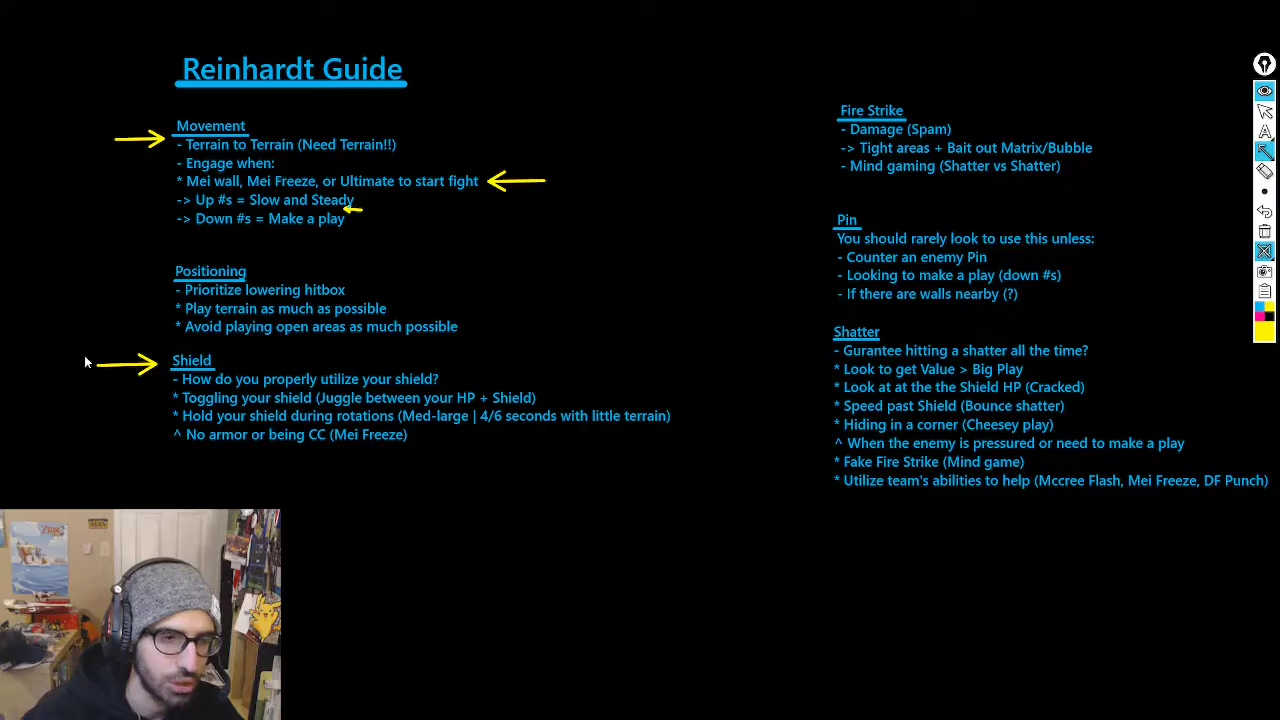 Reinhardt Guide
Movement
- Terrain to Terrain (Need Terrain!!)
- Engage when:
* Mei wall, Mei Freeze, or Ultimate to start fight
-> Up #s = Slow and Steady
-> Down #s = Make a play
Positioning
- Prioritize lowering hitbox
* Play terrain as much as possible
* Avoid playing open areas as much possible
Shield
- How do you properly utilize your shield?
* Toggling your shield (Juggle between your HP + Shield)
* Hold your shield during rotations (Med-large | 4/6 seconds with little terrain)
^ No armor or being CC (Mei Freeze)
Fire Strike
- Damage (Spam)
-> Tight areas + Bait out Matrix/Bubble
- Mind gaming (Shatter vs Shatter)
Pin
You should rarely look to use this unless:
- Counter an enemy Pin
- Looking to make a play (down #s)
- If there are walls nearby (?)
Shatter
- Gurantee hitting a shatter all the time?
* Look to get Value > Big Play
* Look at at the the Shield HP (Cracked)
* Speed past Shield (Bounce shatter)
* Hiding in a corner (Cheesey play)
^ When the enemy is pressured or need to make a play
* Fake Fire Strike (Mind game)
* Utilize team's abilities to help (Mccree Flash, Mei Freeze, DF Punch)